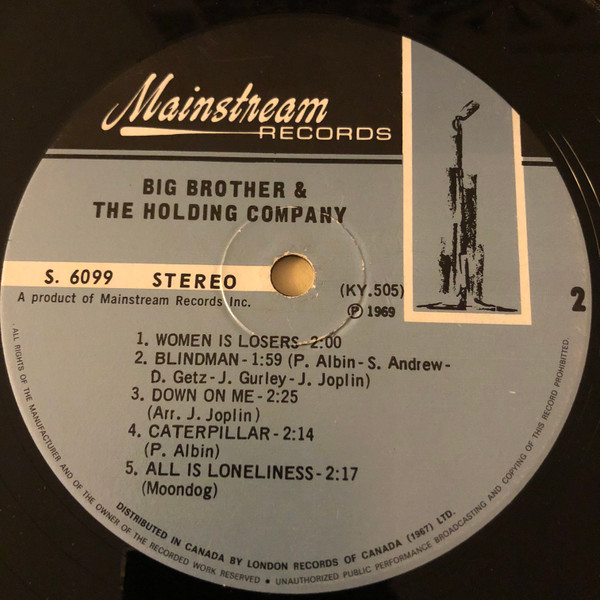 Mainstream
RECORDS
BIG BROTHER &
THE HOLDING COMPANY
S. 6099 STEREO
(KY.505)
A product of Mainstream Records Inc.
℗ 1969
2
1. WOMEN IS LOSERS-2:00
2. BLINDMAN-1:59 (P. Albin-S. Andrew-
D. Getz-J. Gurley-J. Joplin)
3. DOWN ON ME-2:25
(Arr. J. Joplin)
4. CATERPILLAR-2:14
(P. Albin)
5. ALL IS LONELINESS-2:17
(Moondog)
DISTRIBUTED IN CANADA BY LONDON RECORDS OF CANADA (1967) LTD.
ALL RIGHTS OF THE MANUFACTURER AND OF THE OWNER OF THE RECORDED WORK RESERVED • UNAUTHORIZED PUBLIC PERFORMANCE BROADCASTING AND COPYING OF THIS RECORD PROHIBITED.